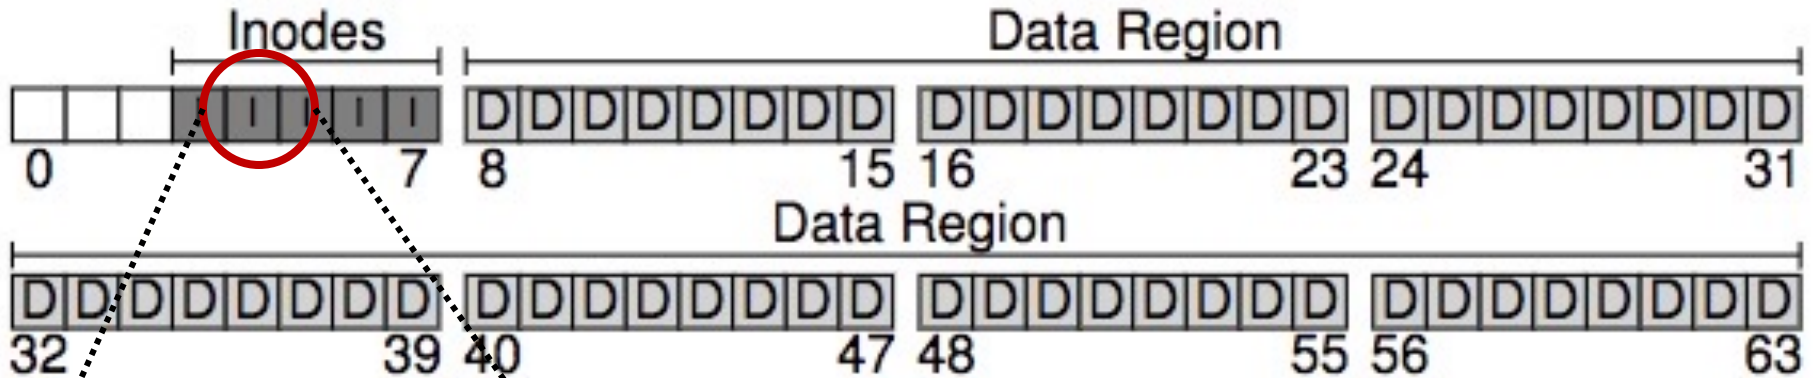 Inodes Data Region
I I I I I D D D D D D D D D D D D D D D D D D D D D D D D
0 7 8 15 16 23 24 31
Data Region
D D D D D D D D D D D D D D D D D D D D D D D D D D D D D D D D
32 39 40 47 48 55 56 63